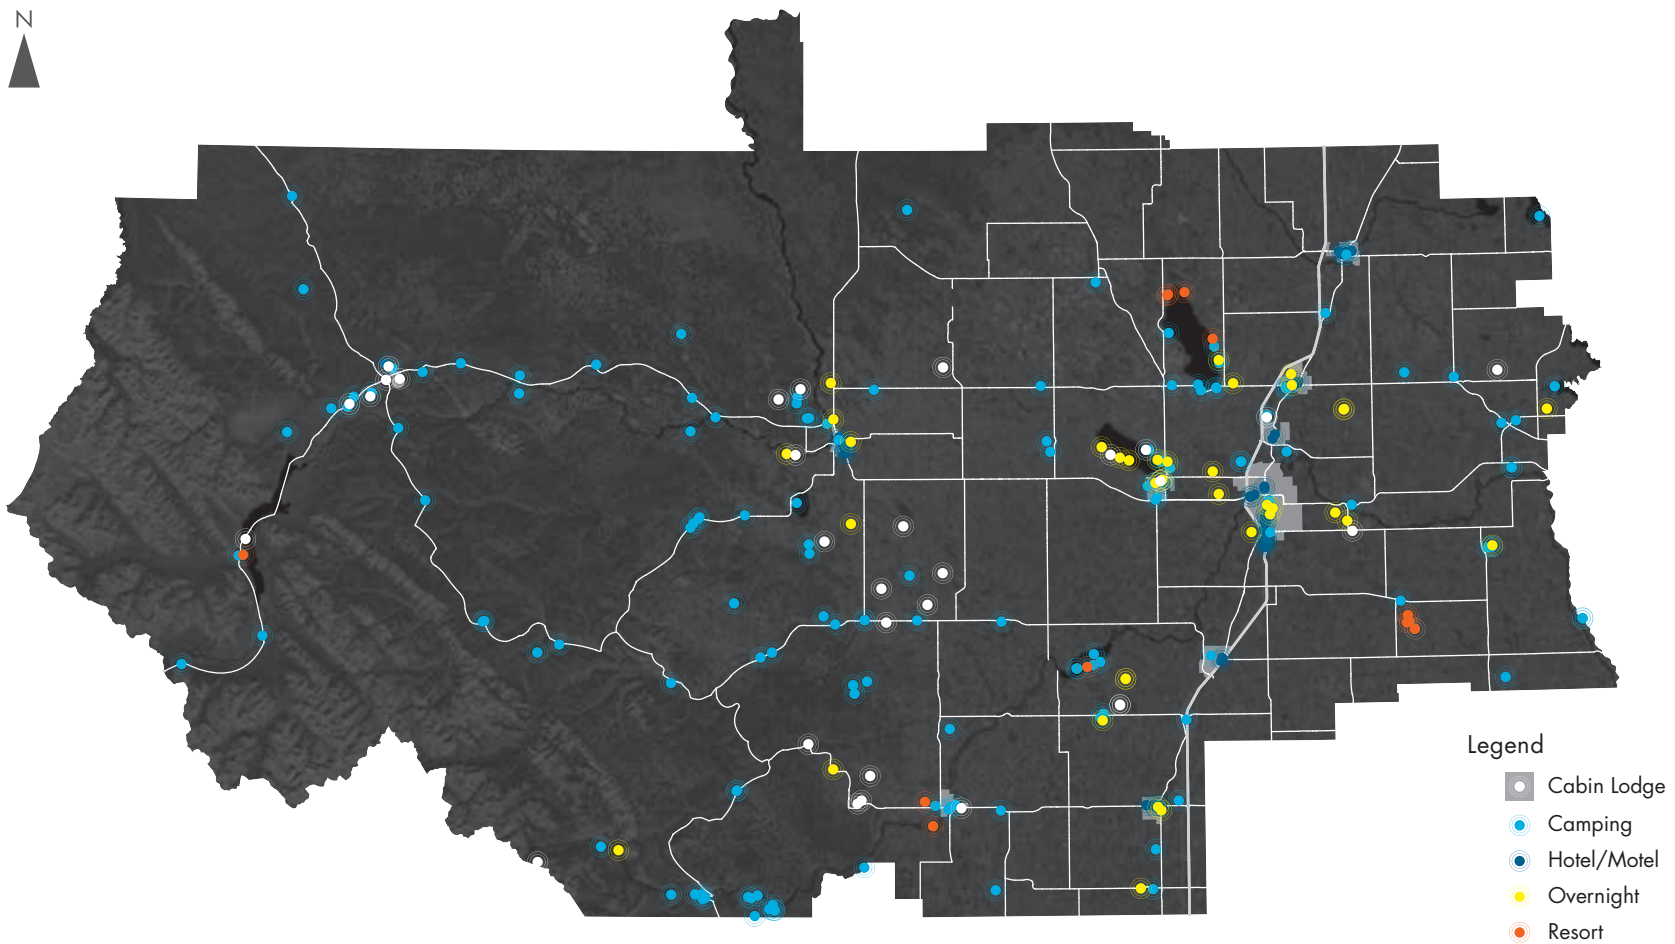 N
Legend
Cabin Lodge
Camping
Hotel/Motel
Overnight
Resort